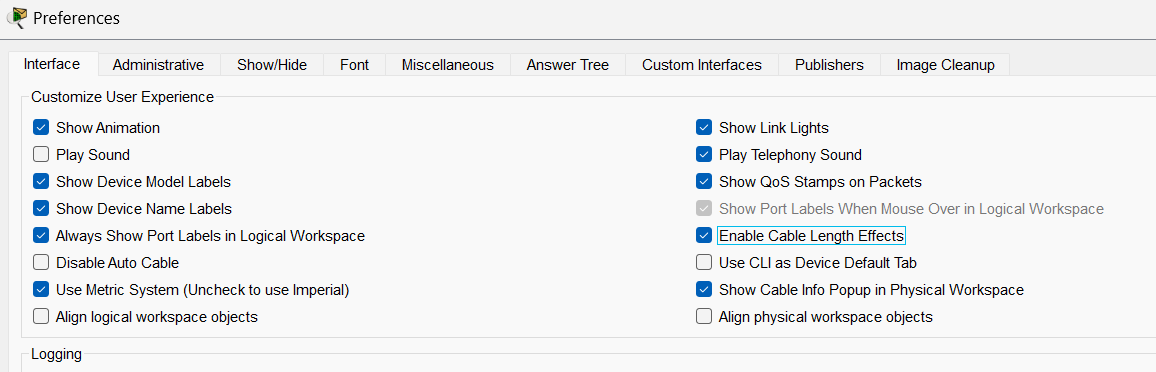 Preferences
Interface Administrative Show/Hide Font Miscellaneous Answer Tree Custom Interfaces Publishers Image Cleanup
Customize User Experience
Show Animation Show Link Lights
Play Sound Play Telephony Sound
Show Device Model Labels Show QoS Stamps on Packets
Show Device Name Labels Show Port Labels When Mouse Over in Logical Workspace
Always Show Port Labels in Logical Workspace Enable Cable Length Effects
Disable Auto Cable Use CLI as Device Default Tab
Use Metric System (Uncheck to use Imperial) Show Cable Info Popup in Physical Workspace
Align logical workspace objects Align physical workspace objects
Logging